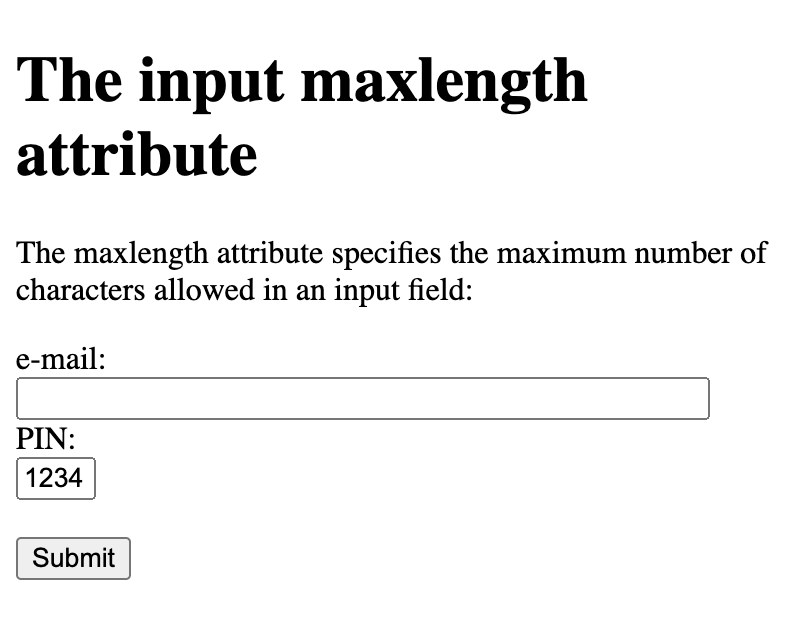 The input maxlength
attribute
The maxlength attribute specifies the maximum number of
characters allowed in an input field:
e-mail:
PIN:
1234
Submit